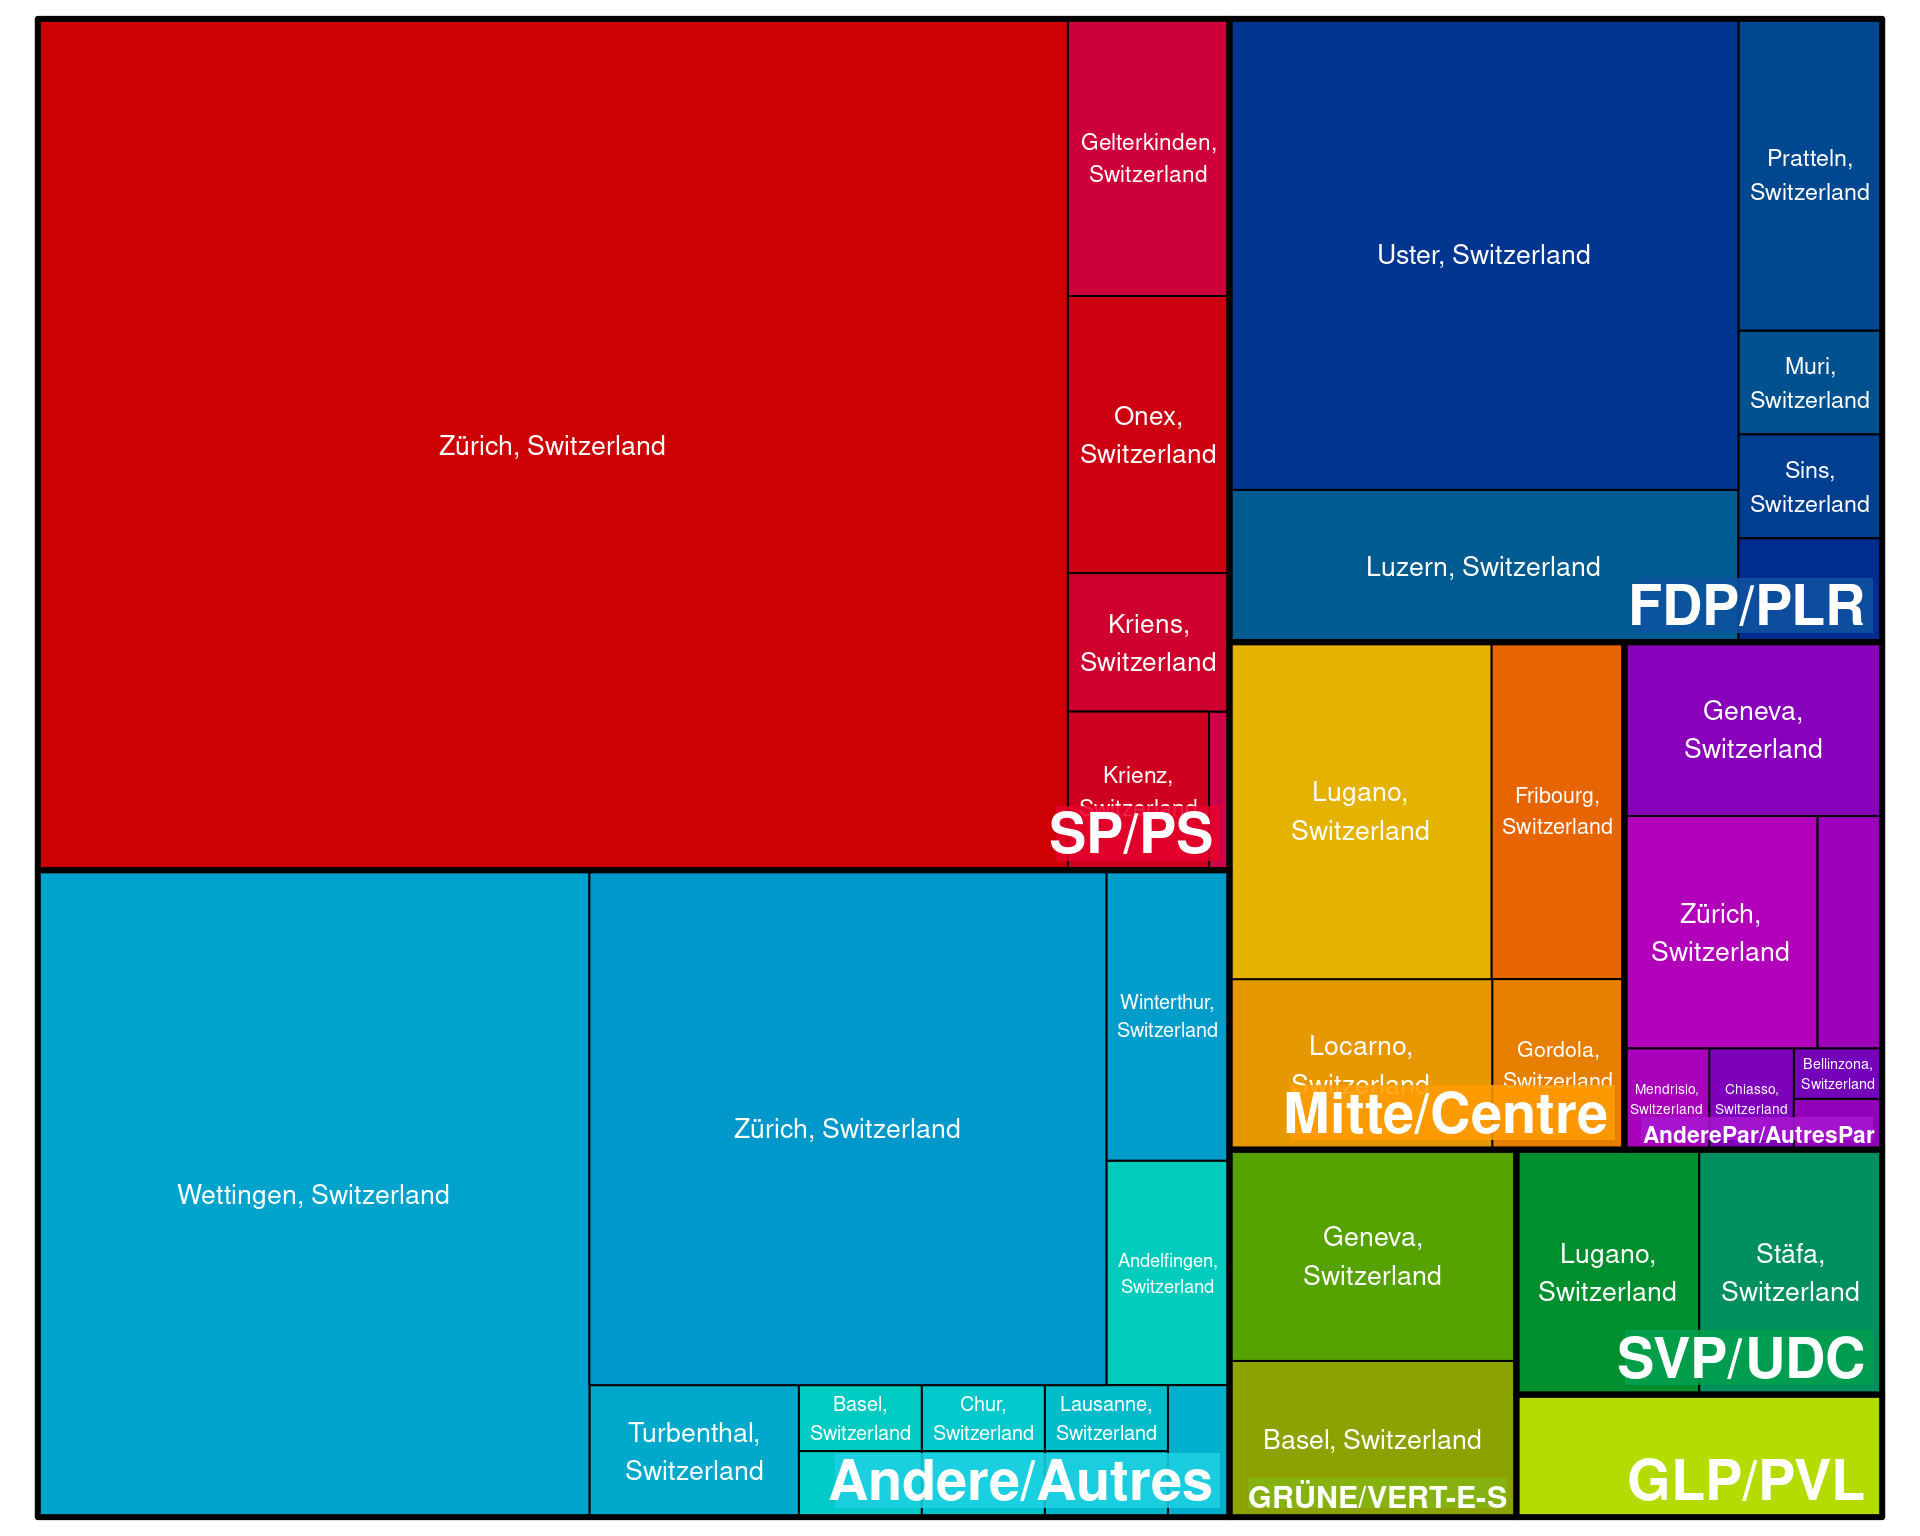 Zürich, Switzerland
Gelterkinden,
Switzerland
Onex,
Switzerland
Kriens,
Switzerland
Krienz,
Switzerland
SP/PS
Uster, Switzerland
Pratteln,
Switzerland
Muri,
Switzerland
Sins,
Switzerland
Luzern, Switzerland
FDP/PLR
Wettingen, Switzerland
Zürich, Switzerland
Winterthur,
Switzerland
Andelfingen,
Switzerland
Turbenthal,
Switzerland
Basel,
Switzerland
Chur,
Switzerland
Lausanne,
Switzerland
Andere/Autres
Lugano,
Switzerland
Fribourg,
Switzerland
Locarno,
Switzerland
Gordola,
Switzerland
Mitte/Centre
Geneva,
Switzerland
Zürich,
Switzerland
Mendrisio,
Switzerland
Chiasso,
Switzerland
Bellinzona,
Switzerland
AnderePar/AutresPar
Geneva,
Switzerland
Basel, Switzerland
GRÜNE/VERT-E-S
Lugano,
Switzerland
Stäfa,
Switzerland
SVP/UDC
GLP/PVL